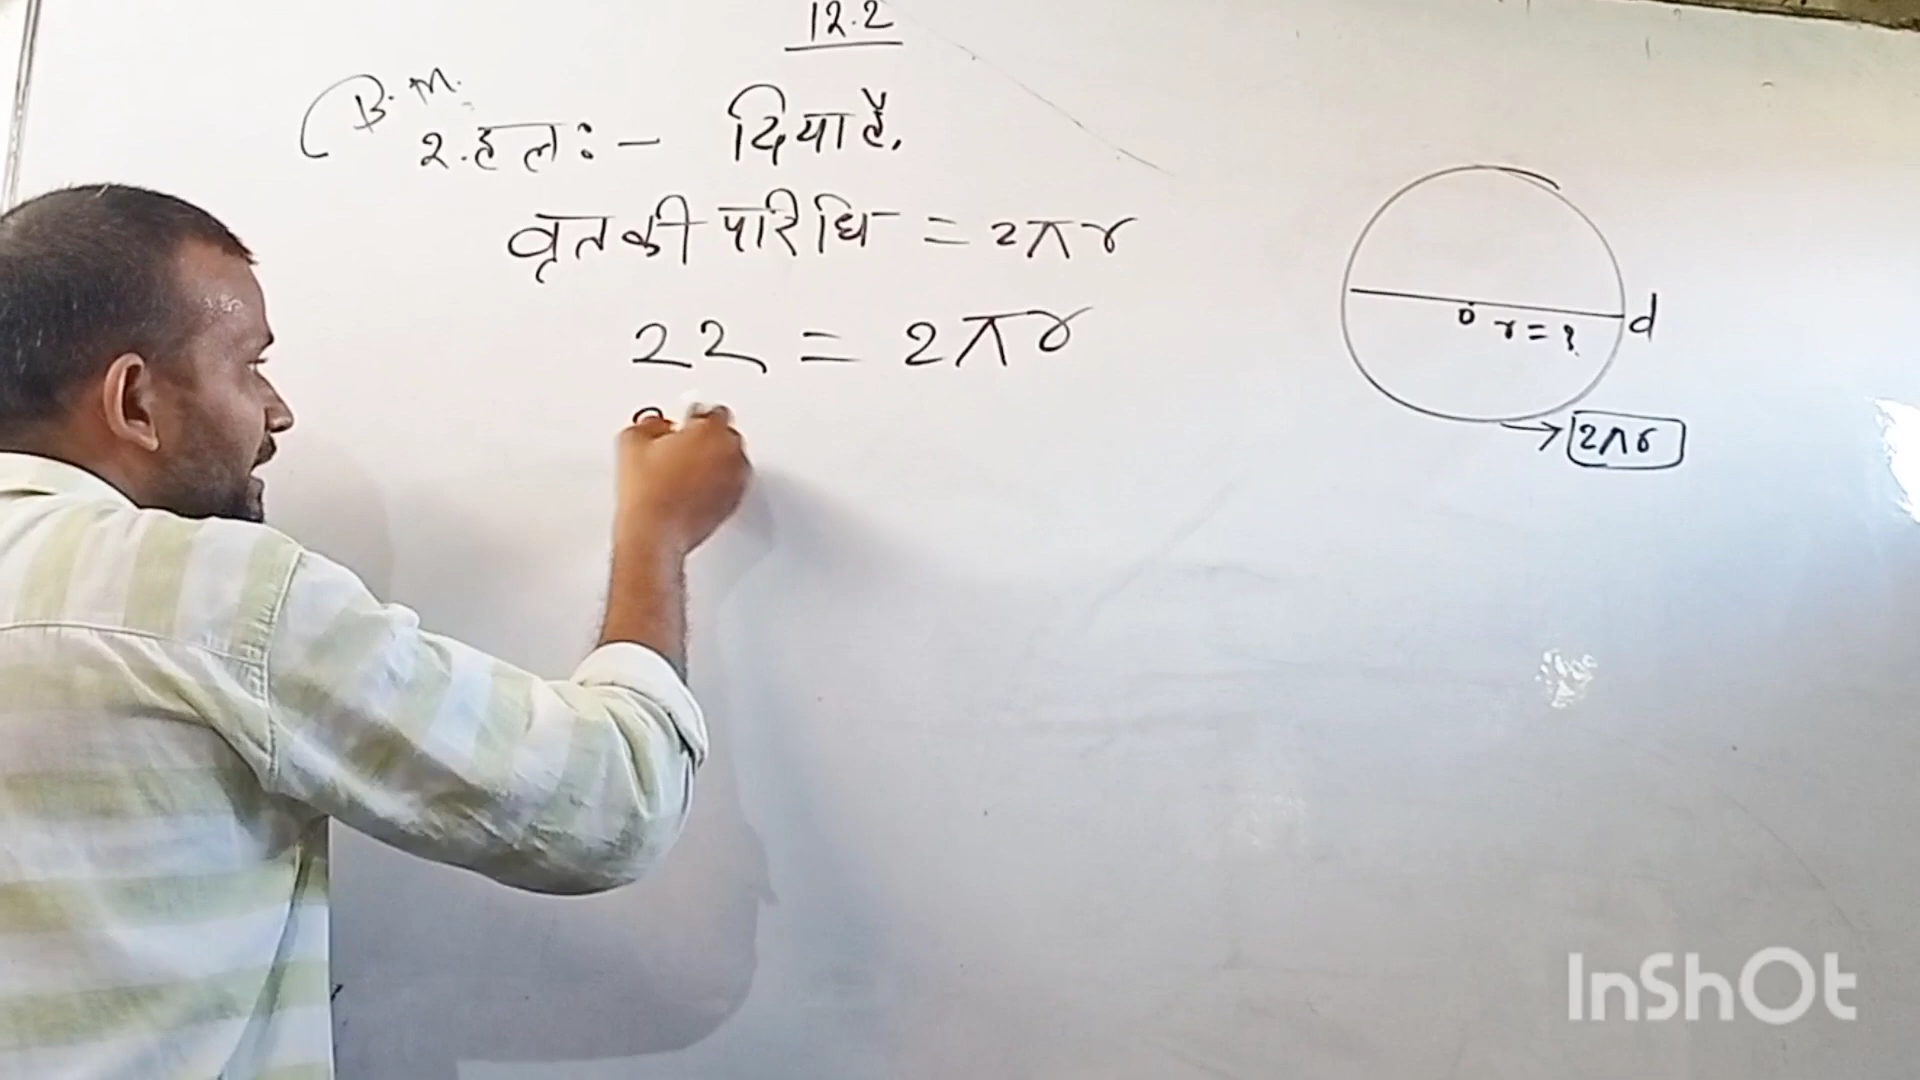 12.2
B.M.
2. हल :- दिया है,
वृत की परिधि = 2πr
22 = 2πr
o r = ?
d
→ 2πr
InShOt